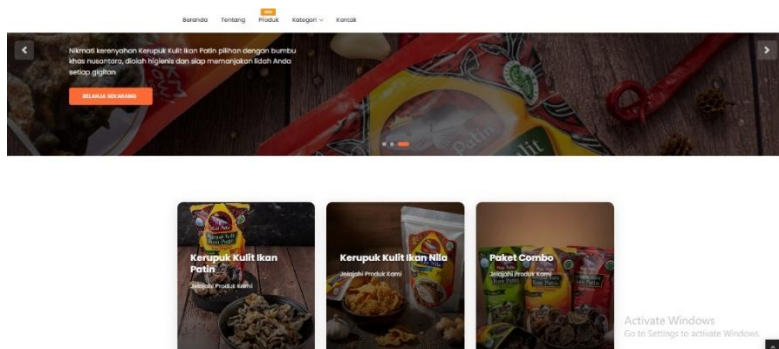 Beranda Tentang Produk Kategori Kontak
Nikmati kerenyahan Kerupuk Kulit Ikan Patin pilihan dengan bumbu
khas nusantara, diolah higienis dan siap memanjakan lidah Anda
setiap gigitan
BELANJA SEKARANG
Patin
Kerupuk Kulit Ikan
Patin
Jelajahi Produk Kami
Kerupuk Kulit Ikan Nila
Jelajahi Produk Kami
Paket Combo
Jelajahi Produk Kami
Activate Windows
Go to Settings to activate Windows.